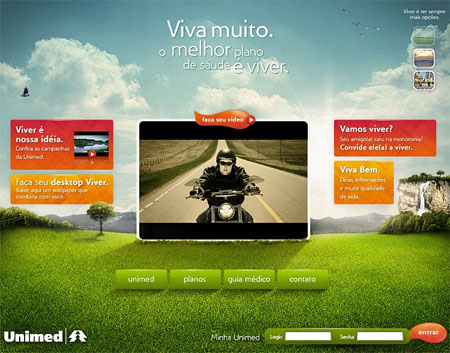 Viver é ter sempre
mais opções.
Viva muito.
o melhor plano
de saúde é viver.
faça seu vídeo
Viver é
nossa idéia.
Confira as campanhas
da Unimed.
Faça seu desktop Viver.
Baixe aqui um wallpaper que
combina com você.
Vamos viver?
Seu amigo(a) caiu na monotonia?
Convide ele(a) a viver.
Viva Bem.
Dicas, informações
e muita qualidade
de vida.
unimed
planos
guia médico
contato
Unimed
Minha Unimed
Login
Senha
entrar